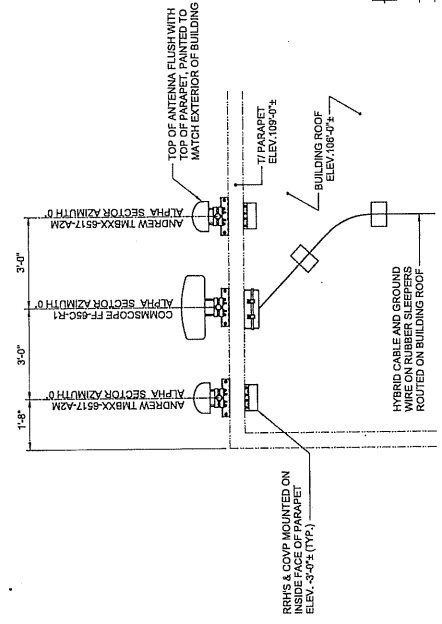 TOP OF ANTENNA FLUSH WITH
TOP OF PARAPET, PAINTED TO
MATCH EXTERIOR OF BUILDING
T/ PARAPET
ELEV.109'-0"±
BUILDING ROOF
ELEV.106'-0"±
3'-0"
3'-0"
1'-8"
ANDREW TMBXX-6517-A2M
ALPHA SECTOR AZIMUTH 0°
COMMSCOPE FF-65C-R1
ALPHA SECTOR AZIMUTH 0°
ANDREW TMBXX-6517-A2M
ALPHA SECTOR AZIMUTH 0°
HYBRID CABLE AND GROUND
WIRE ON RUBBER SLEEPERS
ROUTED ON BUILDING ROOF
RRH'S & COVP MOUNTED ON
INSIDE FACE OF PARAPET
ELEV. -3'-0"± (TYP.)